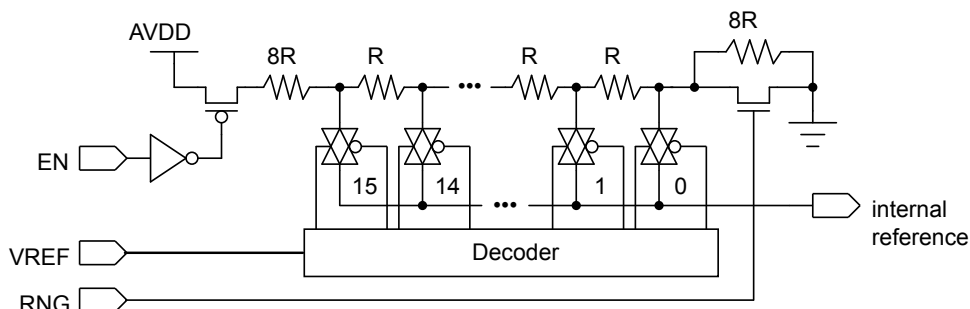 8R
AVDD
8R
R
R
R
•••
EN
15
14
1
0
•••
internal
reference
VREF
Decoder
RNG